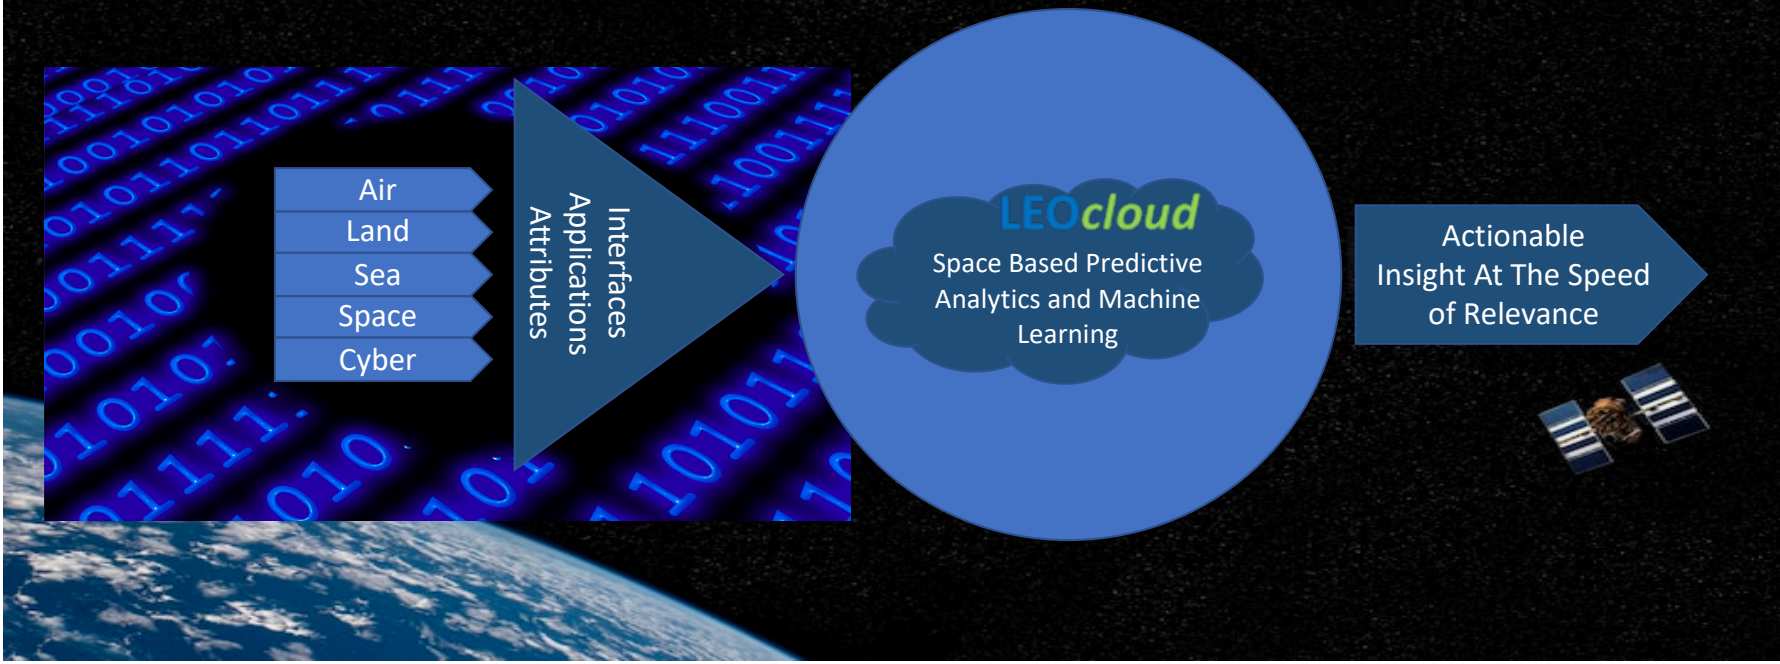 Air
Land
Sea
Space
Cyber
Interfaces
Applications
Attributes
LEOcloud
Space Based Predictive
Analytics and Machine
Learning
Actionable
Insight At The Speed
of Relevance